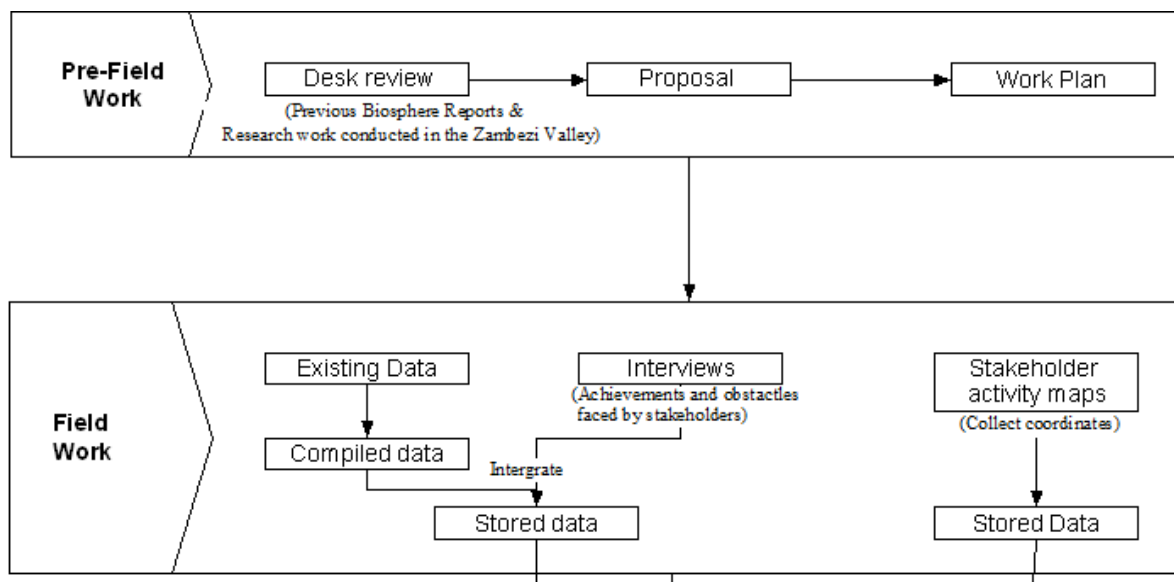 Pre-Field
Work
Desk review
Proposal
Work Plan
(Previous Biosphere Reports &
Research work conducted in the Zambezi Valley)
Field
Work
Existing Data
Interviews
(Achievements and obstactles
faced by stakeholders)
Stakeholder
activity maps
(Collect coordinates)
Compiled data
Intergrate
Stored data
Stored Data